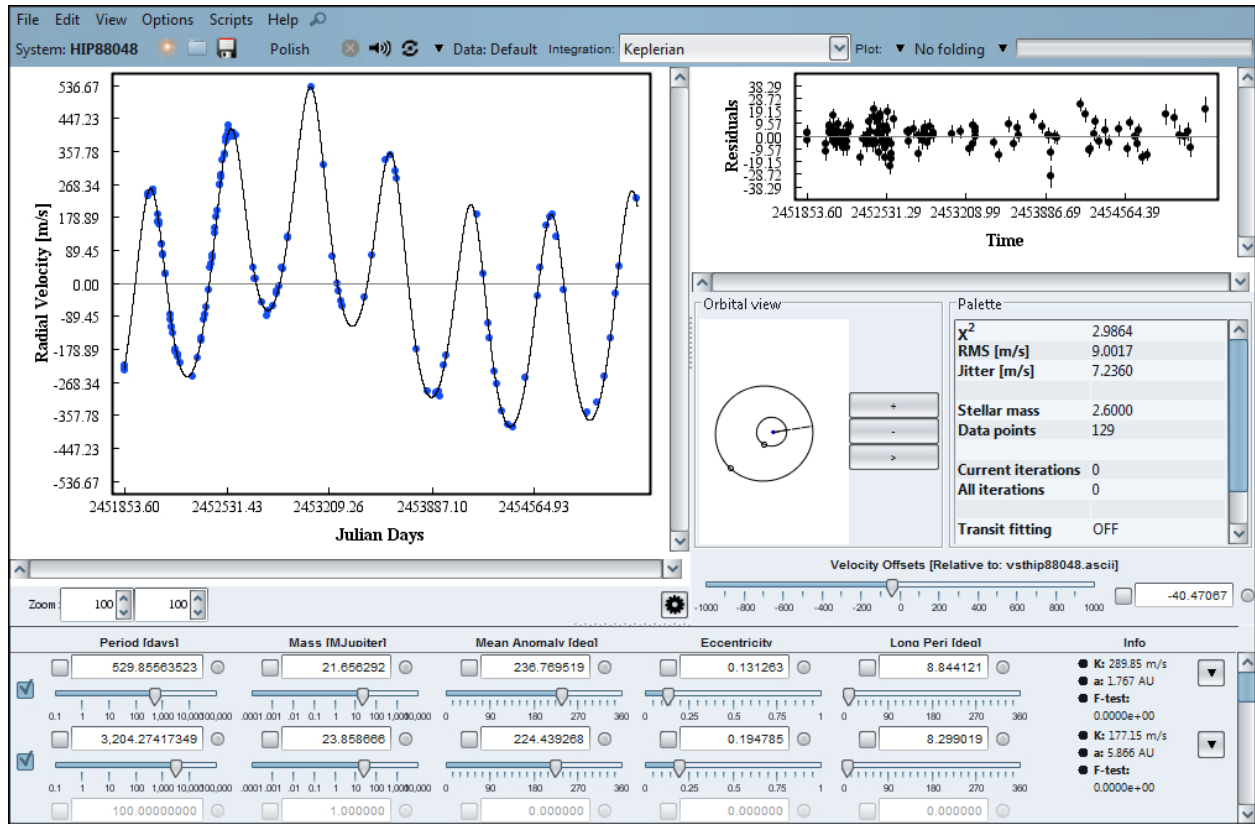 File Edit View Options Scripts Help
System: HIP88048 Polish Data: Default Integration: Keplerian Plot: No folding
536.67
447.23
357.78
268.34
178.89
89.45
0.00
-89.45
-178.89
-268.34
-357.78
-447.23
-536.67
Radial Velocity [m/s]
2451853.60 2452531.43 2453209.26 2453887.10 2454564.93
Julian Days
38.29
28.72
19.15
9.57
0.00
-9.57
-19.15
-28.72
-38.29
Residuals
2451853.60 2452531.29 2453208.99 2453886.69 2454564.39
Time
Orbital view
+
-
>
Palette
X2 2.9864
RMS [m/s] 9.0017
Jitter [m/s] 7.2360
Stellar mass 2.6000
Data points 129
Current iterations 0
All iterations 0
Transit fitting OFF
Velocity Offsets [Relative to: vsthip88048.ascii]
-1000 -800 -600 -400 -200 0 200 400 600 800 1000
-40.47067
Zoom: 100 100
Period [days] Mass [MJupiter] Mean Anomaly [deg] Eccentricity Long Peri [deg] Info
529.85563523 21.656292 236.769519 0.131263 8.844121
K: 289.85 m/s
a: 1.767 AU
F-test:
0.0000e+00
0.1 1 10 100 1,000 10,000100,000 .0001.001 .01 0.1 1 10 100 1,00010,000 0 90 180 270 360 0 0.25 0.5 0.75 1 0 90 180 270 360
3,204.27417349 23.858666 224.439268 0.194785 8.299019
K: 177.15 m/s
a: 5.866 AU
F-test:
0.0000e+00
0.1 1 10 100 1,000 10,000100,000 .0001.001 .01 0.1 1 10 100 1,00010,000 0 90 180 270 360 0 0.25 0.5 0.75 1 0 90 180 270 360
100.00000000 1.000000 0.000000 0.000000 0.000000